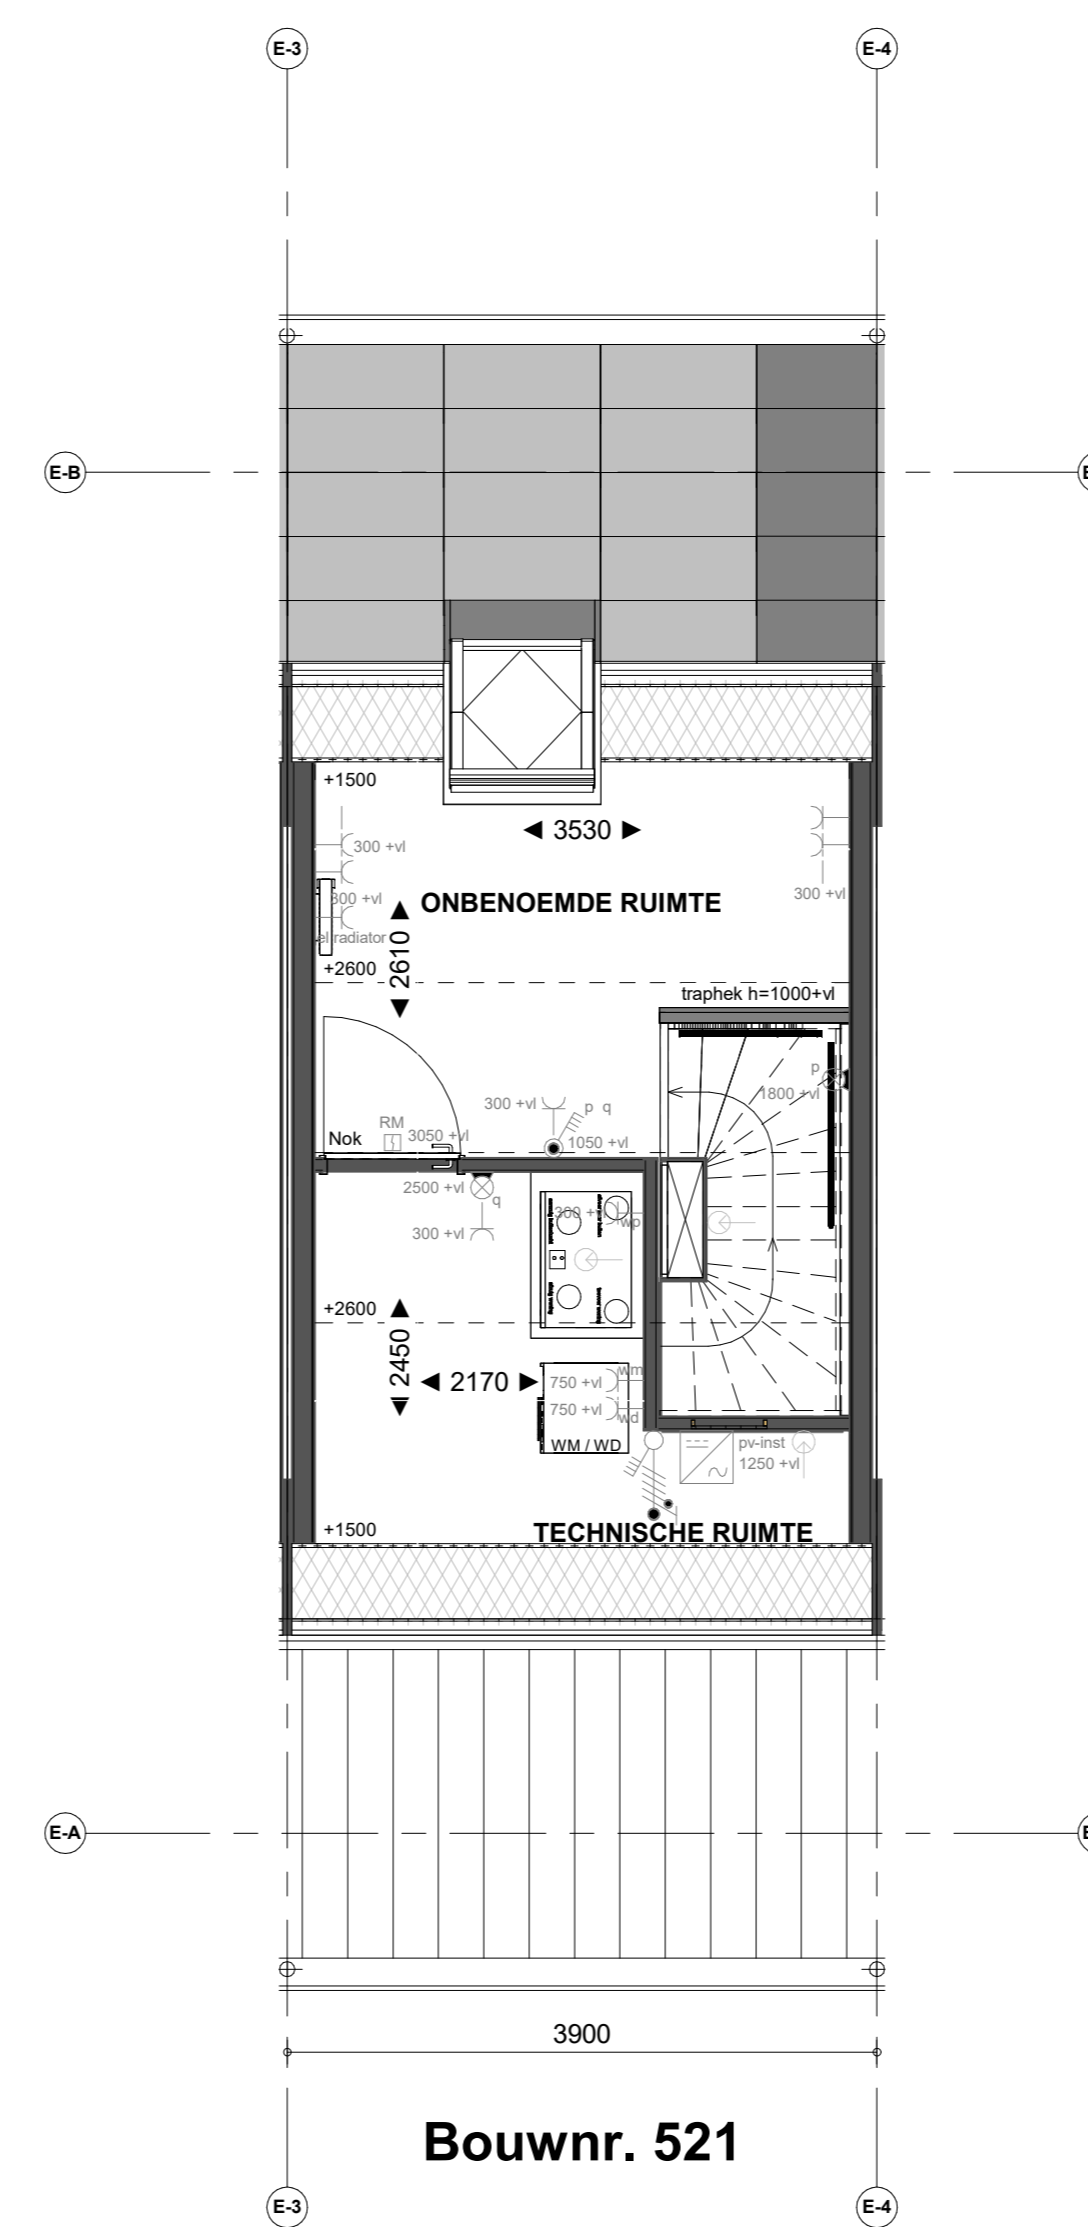 E-3
E-4
E-B
+1500
3530
300 +vl
300 +vl
300 +vl
ONBENOEMDE RUIMTE
el radiator
2610
+2600
traphek h=1000+vl
p
1800 +vl
300 +vl
p q
RM
Nok
3050 +vl
1050 +vl
2500 +vl
q
300 +vl
300 +vl
wp
+2600
2450
2170
wm
750 +vl
750 +vl
wd
WM / WD
pv-inst
1250 +vl
+1500
TECHNISCHE RUIMTE
E-A
3900
Bouwnr. 521
E-3
E-4